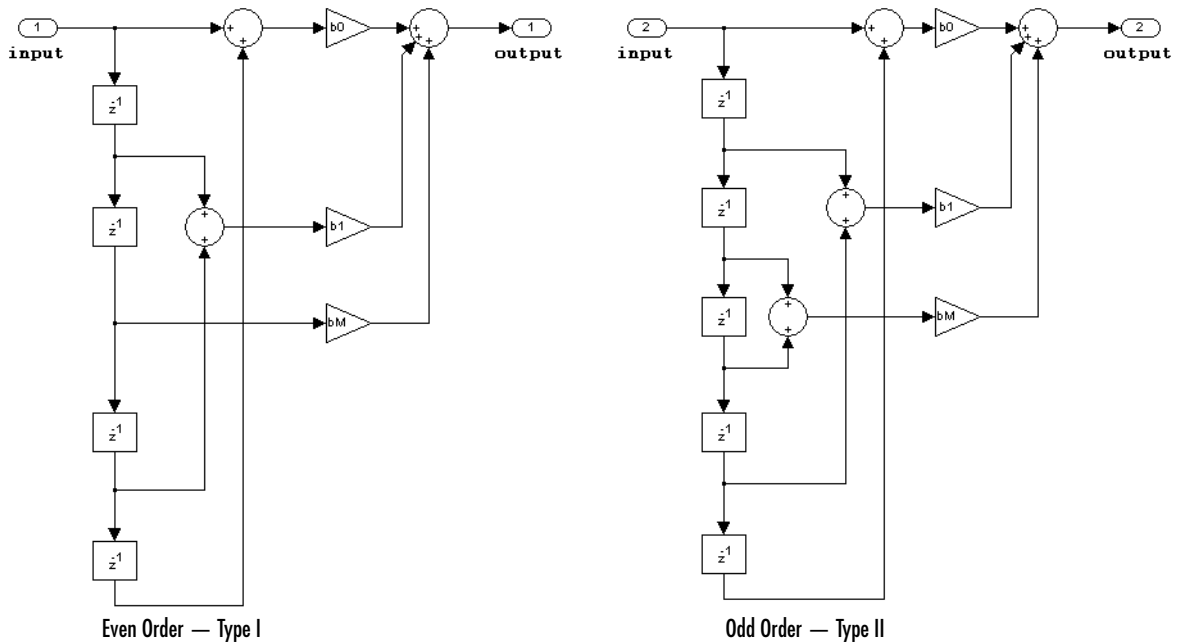 1
input
z-1
z-1
z-1
z-1
+
+
+
+
b0
b1
bM
+
+
+
1
output
Even Order — Type I
2
input
z-1
z-1
z-1
z-1
z-1
+
+
+
+
+
+
b0
b1
bM
+
+
+
2
output
Odd Order — Type II